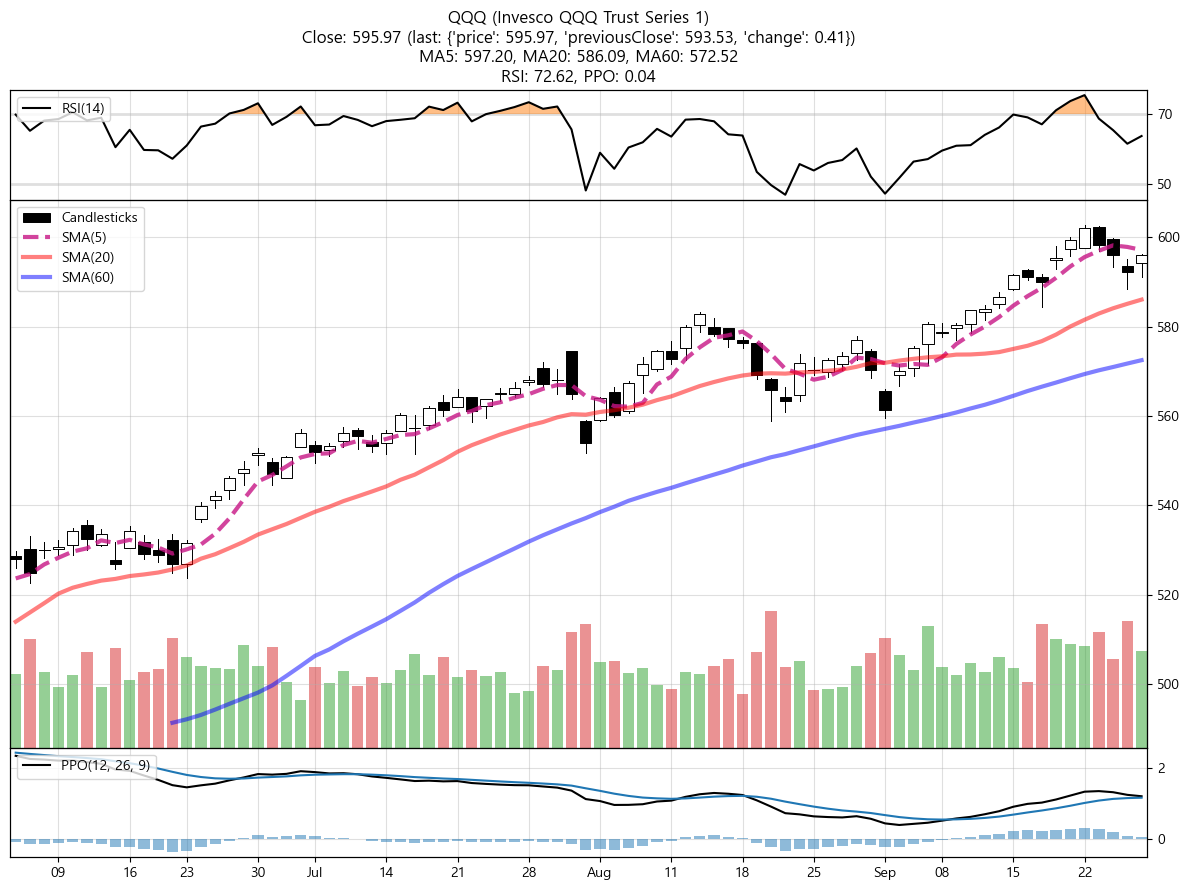 QQQ (Invesco QQQ Trust Series 1)
Close: 595.97 (last: {'price': 595.97, 'previousClose': 593.53, 'change': 0.41})
MA5: 597.20, MA20: 586.09, MA60: 572.52
RSI: 72.62, PPO: 0.04
RSI(14)
70
50
Candlesticks
SMA(5)
SMA(20)
SMA(60)
600
580
560
540
520
500
PPO(12, 26, 9)
2
0
09 16 23 30 Jul 14 21 28 Aug 11 18 25 Sep 08 15 22